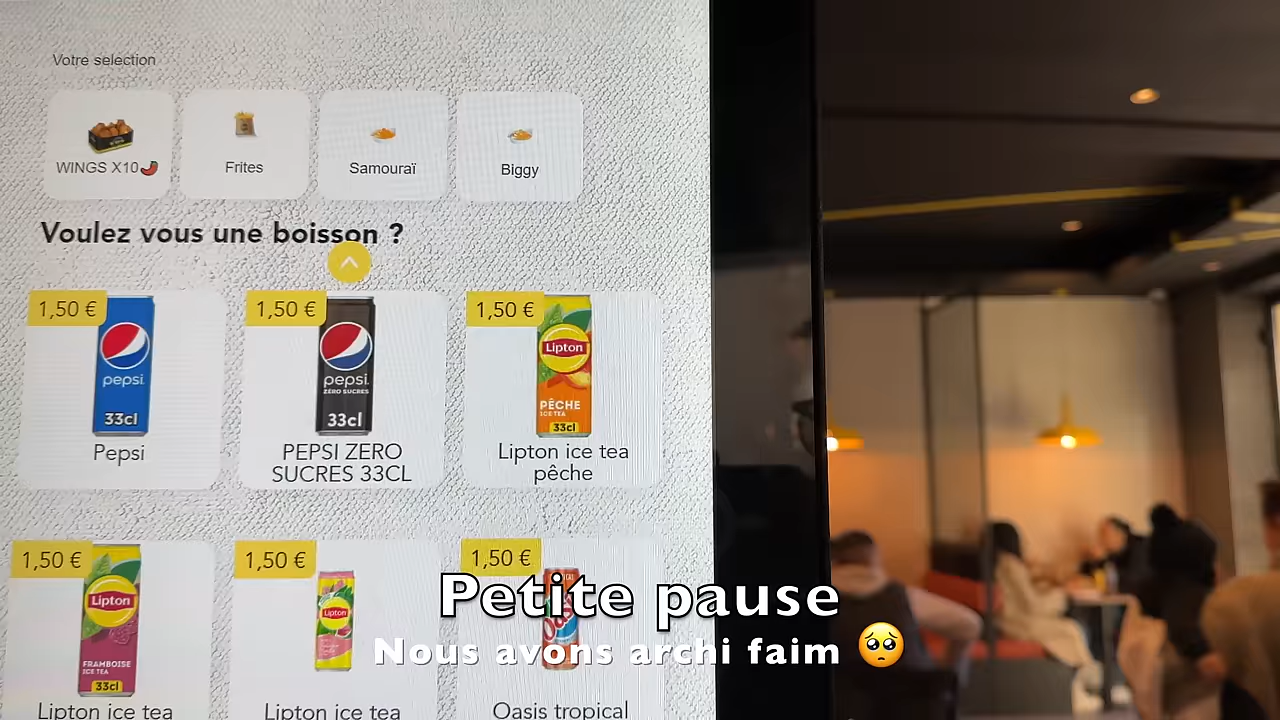 Votre selection
WINGS X10🌶️
Frites
Samouraï
Biggy
Voulez vous une boisson ?
1,50 €
pepsi
33cl
Pepsi
1,50 €
pepsi
ZÉRO SUCRES
33cl
PEPSI ZERO
SUCRES 33CL
1,50 €
Lipton
PÊCHE
ICE TEA
33cl
Lipton ice tea
pêche
1,50 €
Lipton
FRAMBOISE
ICE TEA
33cl
Lipton ice tea
1,50 €
Lipton
Lipton ice tea
1,50 €
Oasis tropical
Petite pause
Nous avons archi faim 🥺